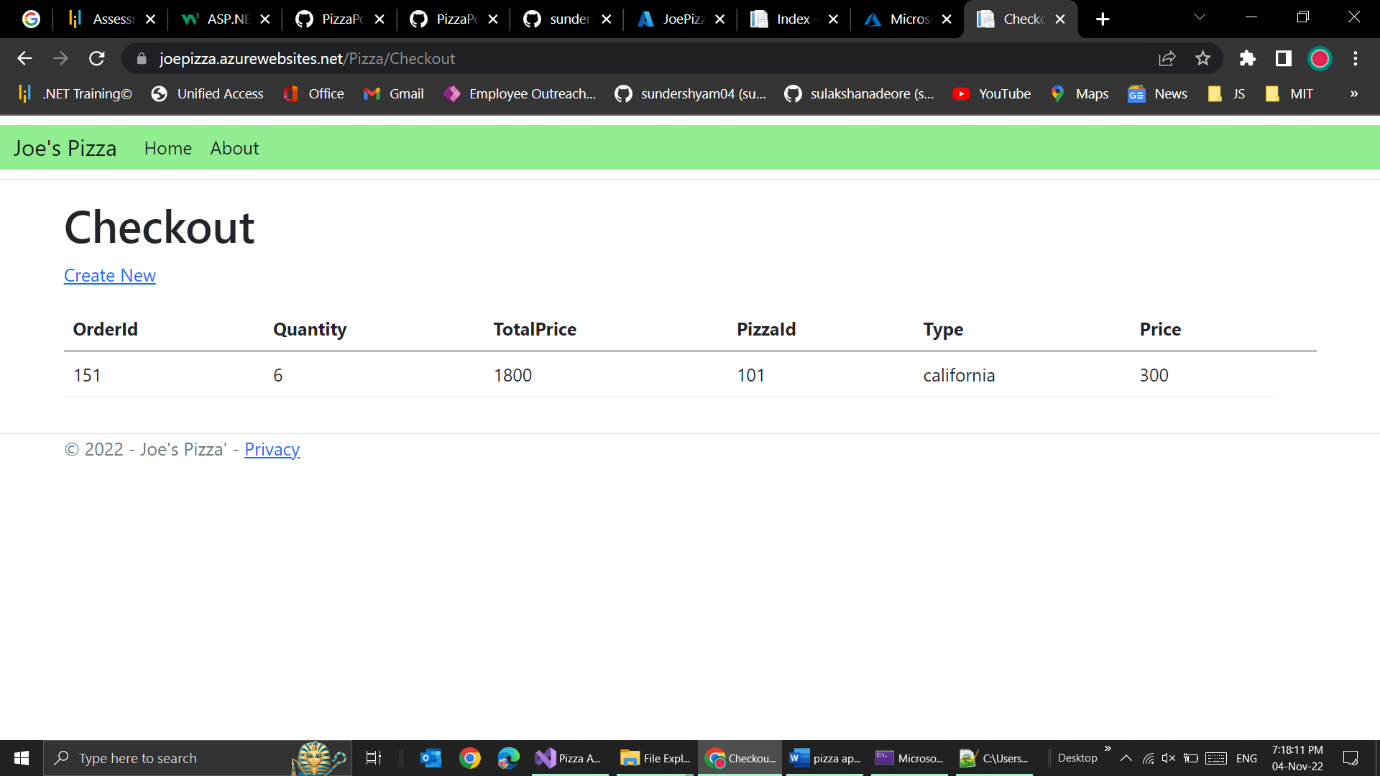 Assessr ASP.NE PizzaPo PizzaPo sunder JoePizz Index - Micros Checko
joepizza.azurewebsites.net/Pizza/Checkout
.NET Training© Unified Access Office Gmail Employee Outreach... sundershyam04 (su... sulakshanadeore (s... YouTube Maps News JS MIT »
Joe's Pizza Home About
Checkout
Create New
OrderId Quantity TotalPrice PizzaId Type Price
151 6 1800 101 california 300
© 2022 - Joe's Pizza' - Privacy
Type here to search Pizza A... File Expl... Checkou... pizza ap... Microso... C:\Users... Desktop » ENG 7:18:11 PM
04-Nov-22